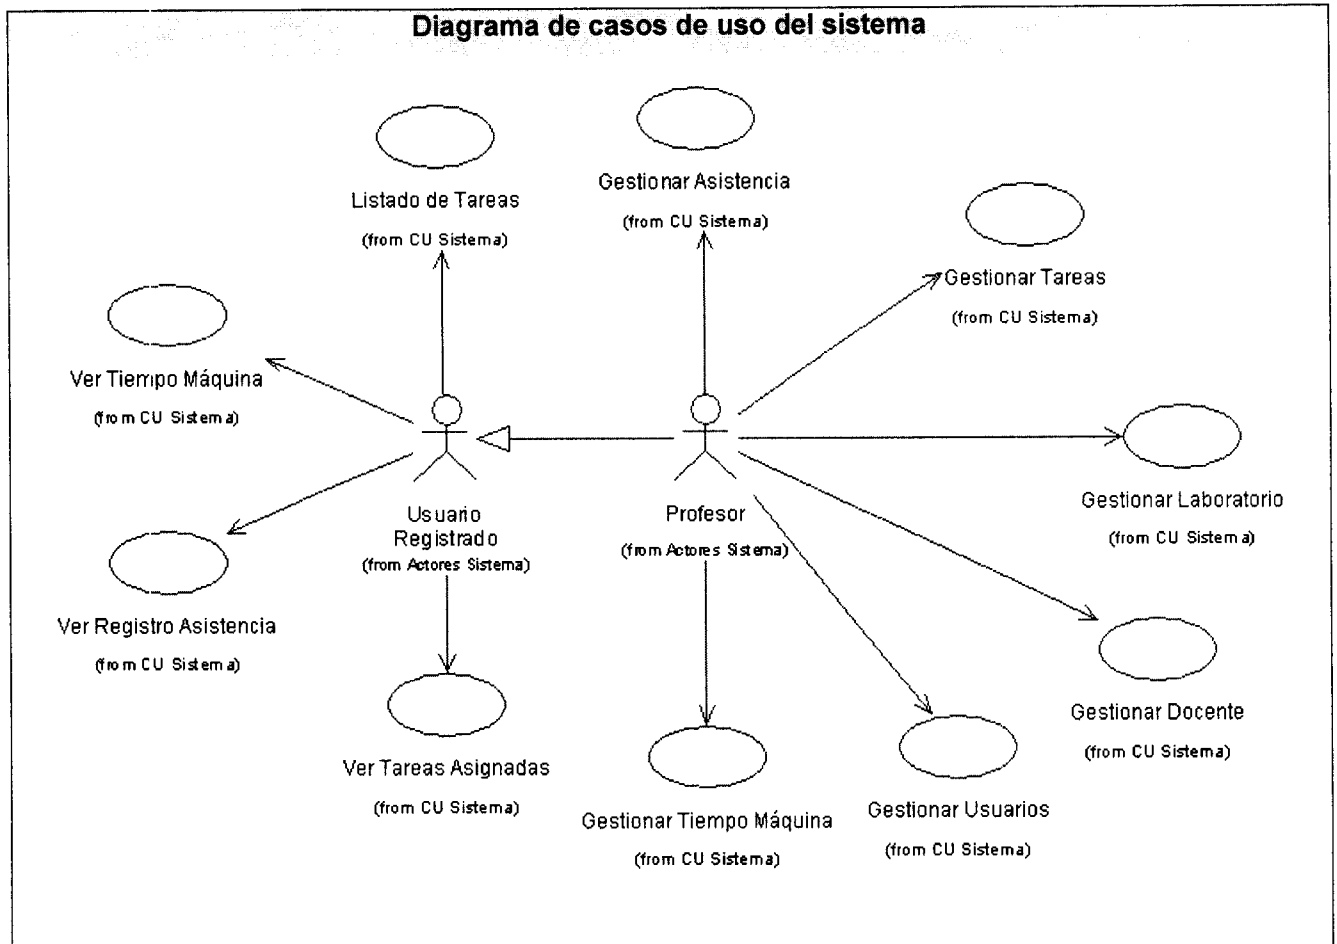 Diagrama de casos de uso del sistema
Gestionar Asistencia
(from CU Sistema)
Listado de Tareas
(from CU Sistema)
Gestionar Tareas
(from CU Sistema)
Ver Tiempo Máquina
(from CU Sistema)
Gestionar Laboratorio
(from CU Sistema)
Usuario
Registrado
(from Actores Sistema)
Profesor
(from Actores Sistema)
Ver Registro Asistencia
(from CU Sistema)
Gestionar Docente
(from CU Sistema)
Ver Tareas Asignadas
(from CU Sistema)
Gestionar Tiempo Máquina
(from CU Sistema)
Gestionar Usuarios
(from CU Sistema)